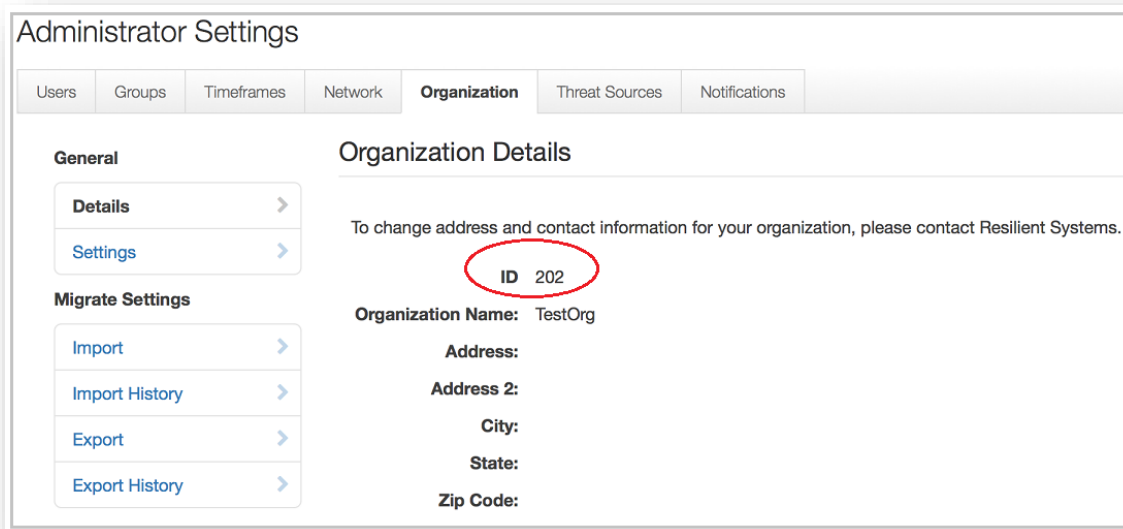 Administrator Settings
Users Groups Timeframes Network Organization Threat Sources Notifications
General
Details
Settings
Migrate Settings
Import
Import History
Export
Export History
Organization Details
To change address and contact information for your organization, please contact Resilient Systems.
ID 202
Organization Name: TestOrg
Address:
Address 2:
City:
State:
Zip Code: